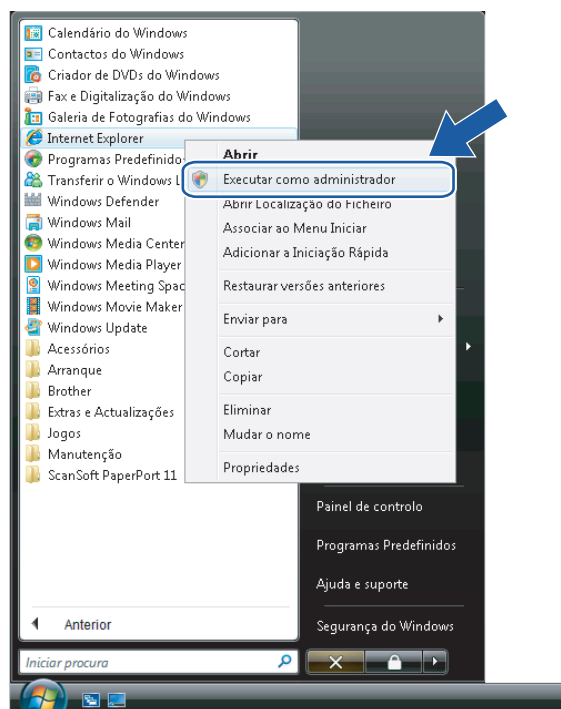 Calendário do Windows
Contactos do Windows
Criador de DVDs do Windows
Fax e Digitalização do Windows
Galeria de Fotografias do Windows
Internet Explorer
Programas Predefinido
Transferir o Windows L
Windows Defender
Windows Mail
Windows Media Center
Windows Media Player
Windows Meeting Spac
Windows Movie Maker
Windows Update
Acessórios
Arranque
Brother
Extras e Actualizações
Jogos
Manutenção
ScanSoft PaperPort 11
Anterior
Iniciar procura
Abrir
Executar como administrador
Abrir Localização do Ficheiro
Associar ao Menu Iniciar
Adicionar a Iniciação Rápida
Restaurar versões anteriores
Enviar para
Cortar
Copiar
Eliminar
Mudar o nome
Propriedades
Painel de controlo
Programas Predefinidos
Ajuda e suporte
Segurança do Windows